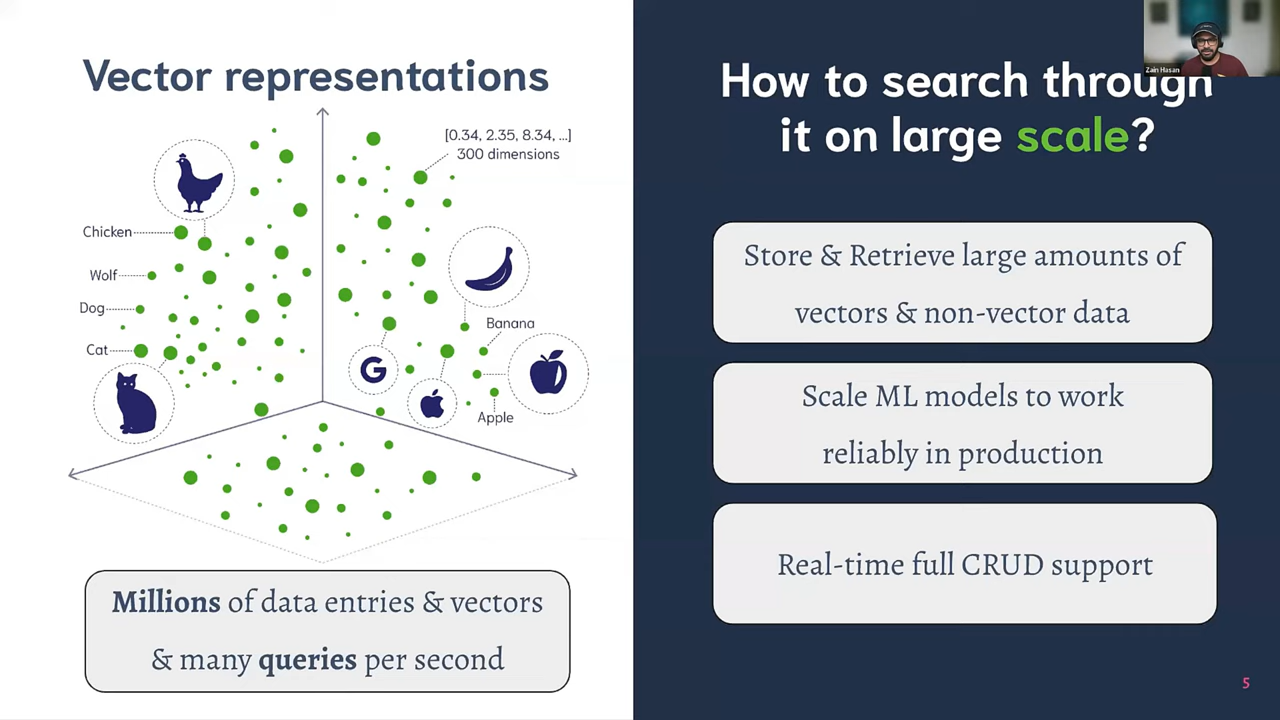 Vector representations
[0.34, 2.35, 8.34, ...]
300 dimensions
Chicken
Wolf
Dog
Cat
Banana
G
Apple
Millions of data entries & vectors
& many queries per second
Zain Hasan
How to search through
it on large scale?
Store & Retrieve large amounts of
vectors & non-vector data
Scale ML models to work
reliably in production
Real-time full CRUD support
5